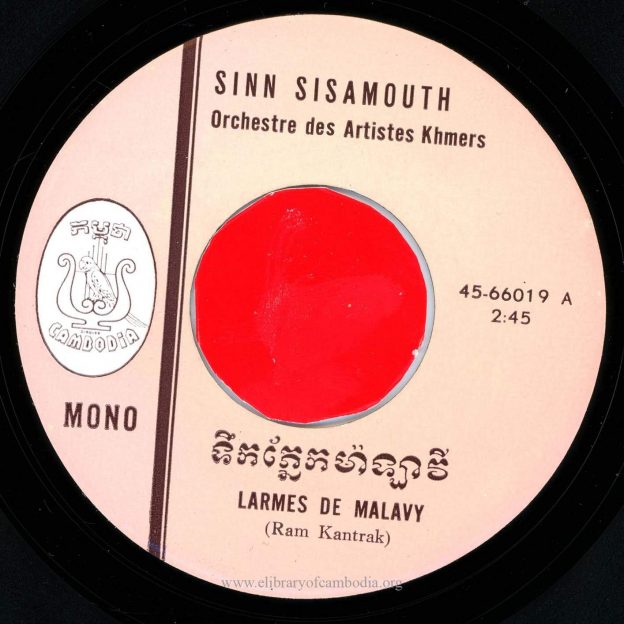 SINN SISAMOUTH
Orchestre des Artistes Khmers
កម្ពុជា
CAMBODIA
MONO
45-66019 A
2:45
ទឹកភ្នែកម៉ាឡាវី
LARMES DE MALAVY
(Ram Kantrak)
www.elibraryofcambodia.org